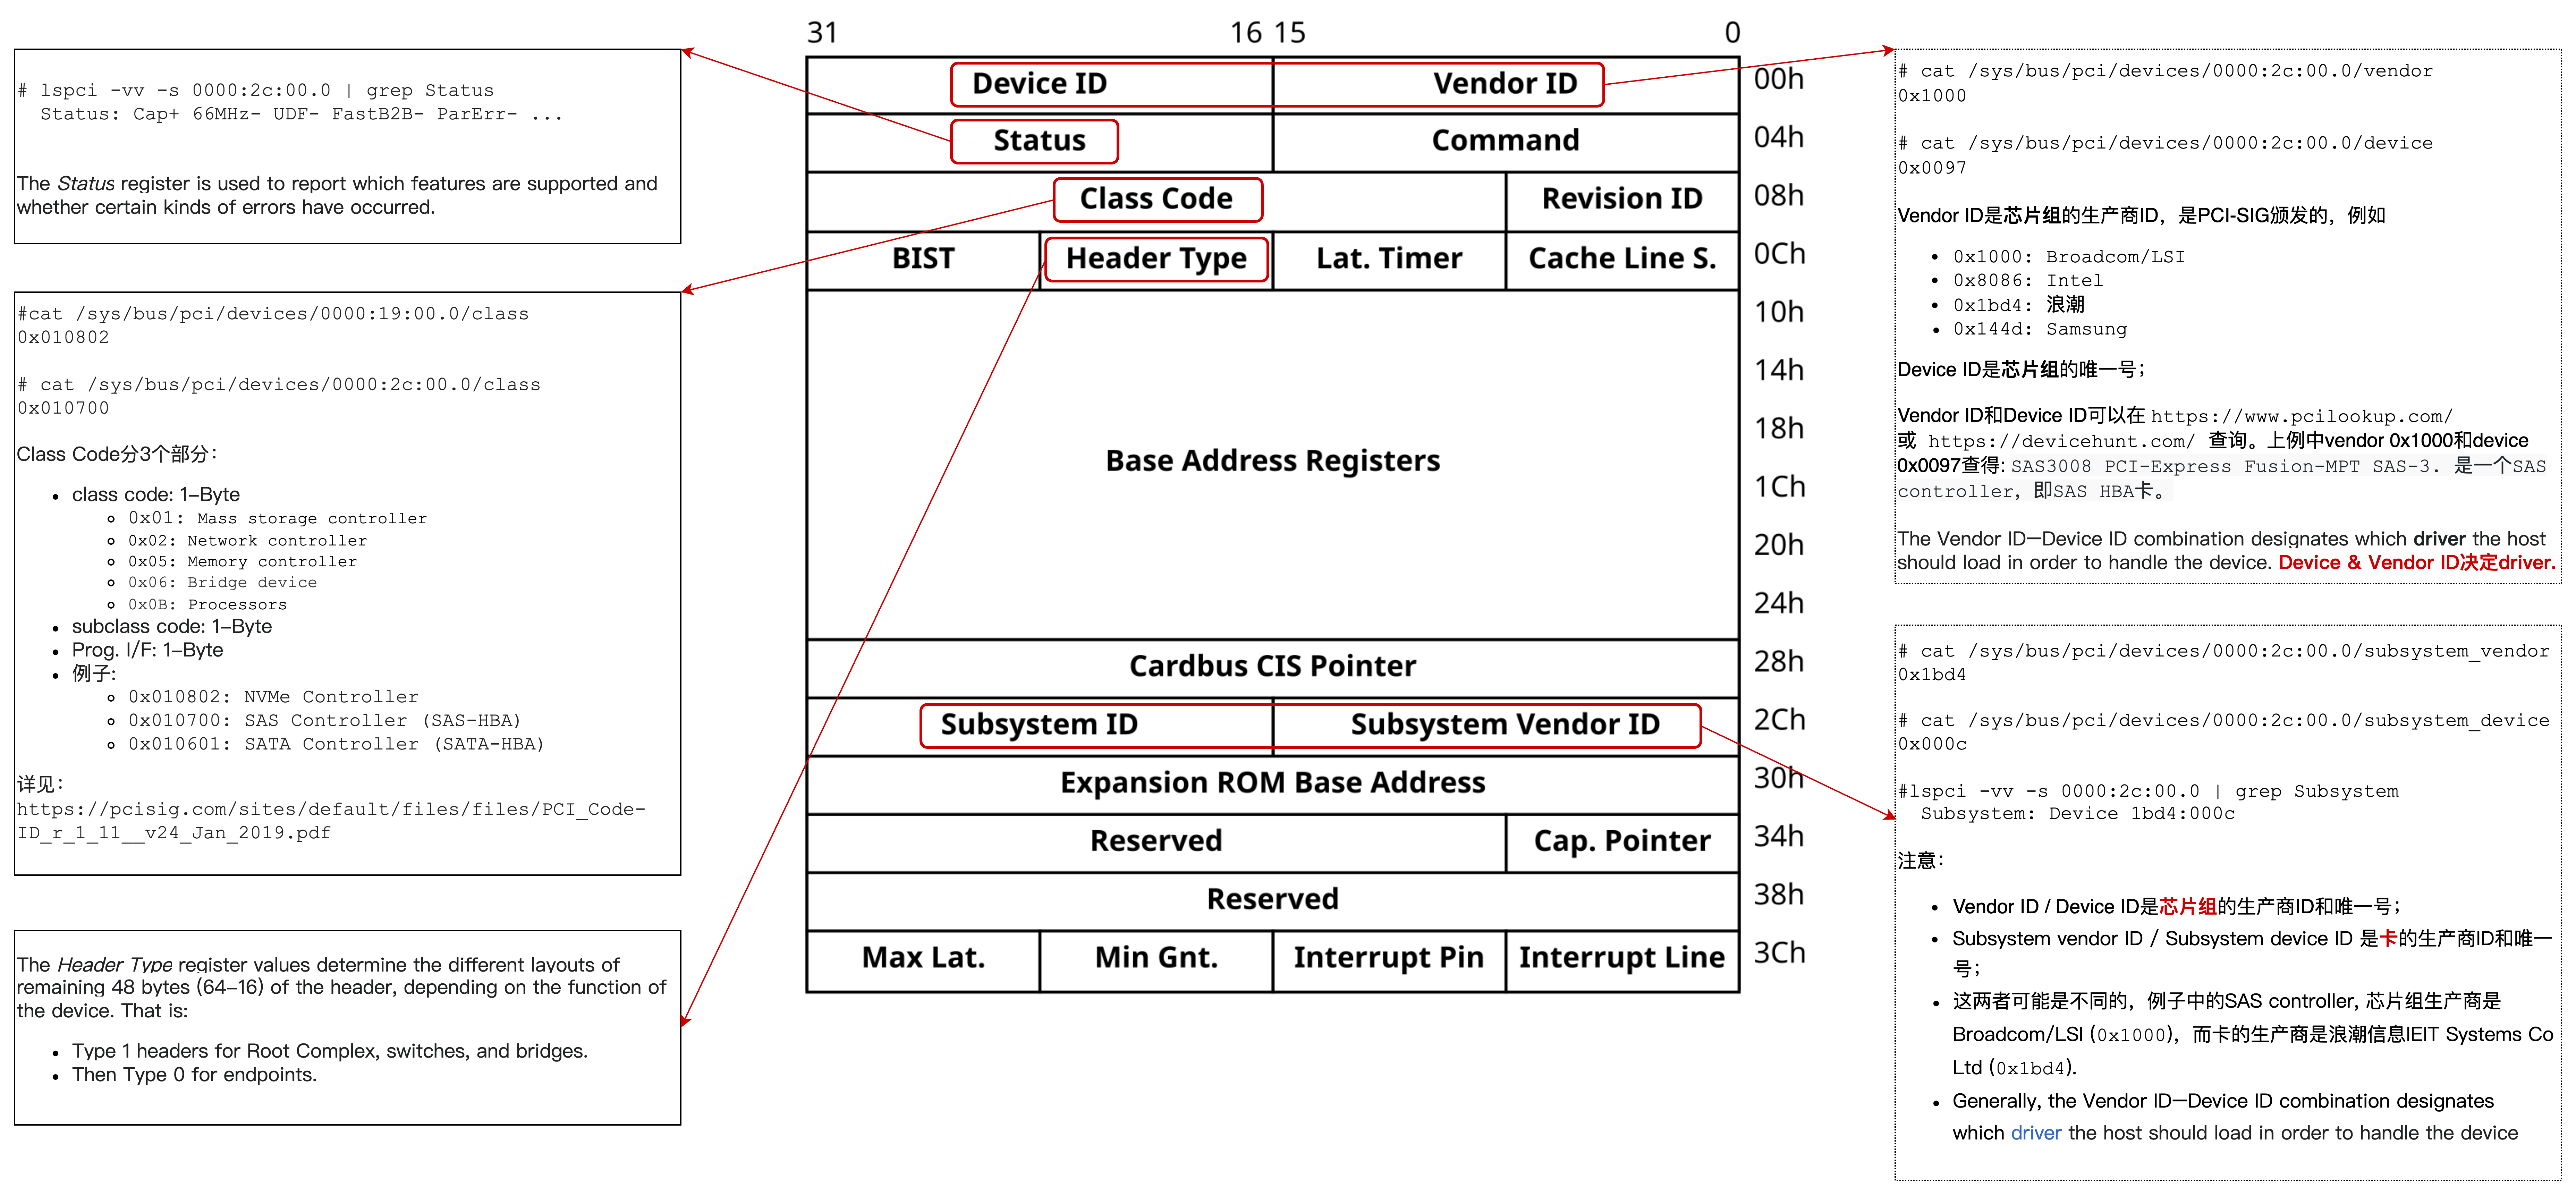 # lspci -vv -s 0000:2c:00.0 | grep Status
Status: Cap+ 66MHz- UDF- FastB2B- ParErr- ...
The Status register is used to report which features are supported and
whether certain kinds of errors have occurred.
#cat /sys/bus/pci/devices/0000:19:00.0/class
0x010802
# cat /sys/bus/pci/devices/0000:2c:00.0/class
0x010700
Class Code分3个部分：
• class code: 1–Byte
0x01: Mass storage controller
0x02: Network controller
0x05: Memory controller
0x06: Bridge device
0x0B: Processors
• subclass code: 1–Byte
• Prog. I/F: 1–Byte
• 例子:
0x010802: NVMe Controller
0x010700: SAS Controller (SAS-HBA)
0x010601: SATA Controller (SATA-HBA)
详见：
https://pcisig.com/sites/default/files/files/PCI_Code-
ID_r_1_11__v24_Jan_2019.pdf
The Header Type register values determine the different layouts of
remaining 48 bytes (64–16) of the header, depending on the function of
the device. That is:
• Type 1 headers for Root Complex, switches, and bridges.
• Then Type 0 for endpoints.
31 16 15 0
Device ID Vendor ID 00h
Status Command 04h
Class Code Revision ID 08h
BIST Header Type Lat. Timer Cache Line S. 0Ch
10h
14h
18h
Base Address Registers
1Ch
20h
24h
Cardbus CIS Pointer 28h
Subsystem ID Subsystem Vendor ID 2Ch
Expansion ROM Base Address 30h
Reserved Cap. Pointer 34h
Reserved 38h
Max Lat. Min Gnt. Interrupt Pin Interrupt Line 3Ch
# cat /sys/bus/pci/devices/0000:2c:00.0/vendor
0x1000
# cat /sys/bus/pci/devices/0000:2c:00.0/device
0x0097
Vendor ID是芯片组的生产商ID，是PCI-SIG颁发的，例如
• 0x1000: Broadcom/LSI
• 0x8086: Intel
• 0x1bd4: 浪潮
• 0x144d: Samsung
Device ID是芯片组的唯一号；
Vendor ID和Device ID可以在 https://www.pcilookup.com/
或 https://devicehunt.com/ 查询。上例中vendor 0x1000和device
0x0097查得: SAS3008 PCI-Express Fusion-MPT SAS-3. 是一个SAS
controller，即SAS HBA卡。
The Vendor ID—Device ID combination designates which driver the host
should load in order to handle the device. Device & Vendor ID决定driver.
# cat /sys/bus/pci/devices/0000:2c:00.0/subsystem_vendor
0x1bd4
# cat /sys/bus/pci/devices/0000:2c:00.0/subsystem_device
0x000c
#lspci -vv -s 0000:2c:00.0 | grep Subsystem
Subsystem: Device 1bd4:000c
注意：
• Vendor ID / Device ID是芯片组的生产商ID和唯一号；
• Subsystem vendor ID / Subsystem device ID 是卡的生产商ID和唯一
号；
• 这两者可能是不同的，例子中的SAS controller, 芯片组生产商是
Broadcom/LSI (0x1000)，而卡的生产商是浪潮信息IEIT Systems Co
Ltd (0x1bd4).
• Generally, the Vendor ID—Device ID combination designates
which driver the host should load in order to handle the device